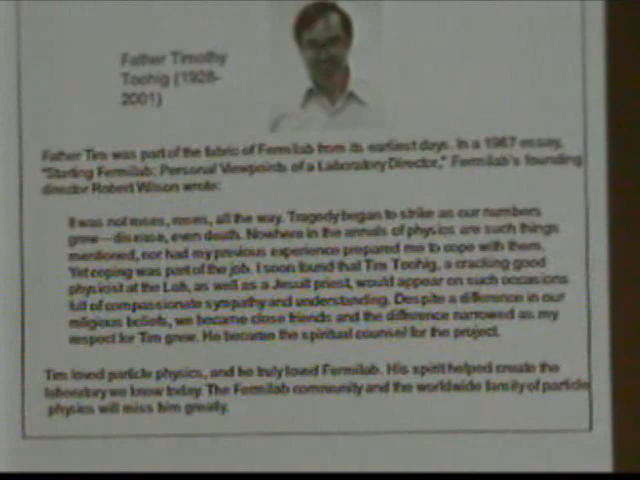 Father Timothy
Toohig (1928-
2001)
Father Tim was part of the fabric of Fermilab from its earliest days. In a 1987 essay,
"Starting Fermilab: Personal Viewpoints of a Laboratory Director," Fermilab's founding
director Robert Wilson wrote:
It was not roses, roses, all the way. Tragedy began to strike as our numbers
grew—disease, even death. Nowhere in the annals of physics are such things
mentioned, nor had my previous experience prepared me to cope with them.
Yet coping was part of the job. I soon found that Tim Toohig, a cracking good
physicist at the Lab, as well as a Jesuit priest, would appear on such occasions
full of compassionate sympathy and understanding. Despite a difference in our
religious beliefs, we became close friends and the difference narrowed as my
respect for Tim grew. He became the spiritual counsel for the project.
Tim loved particle physics, and he truly loved Fermilab. His spirit helped create the
laboratory we know today. The Fermilab community and the worldwide family of particle
physics will miss him greatly.